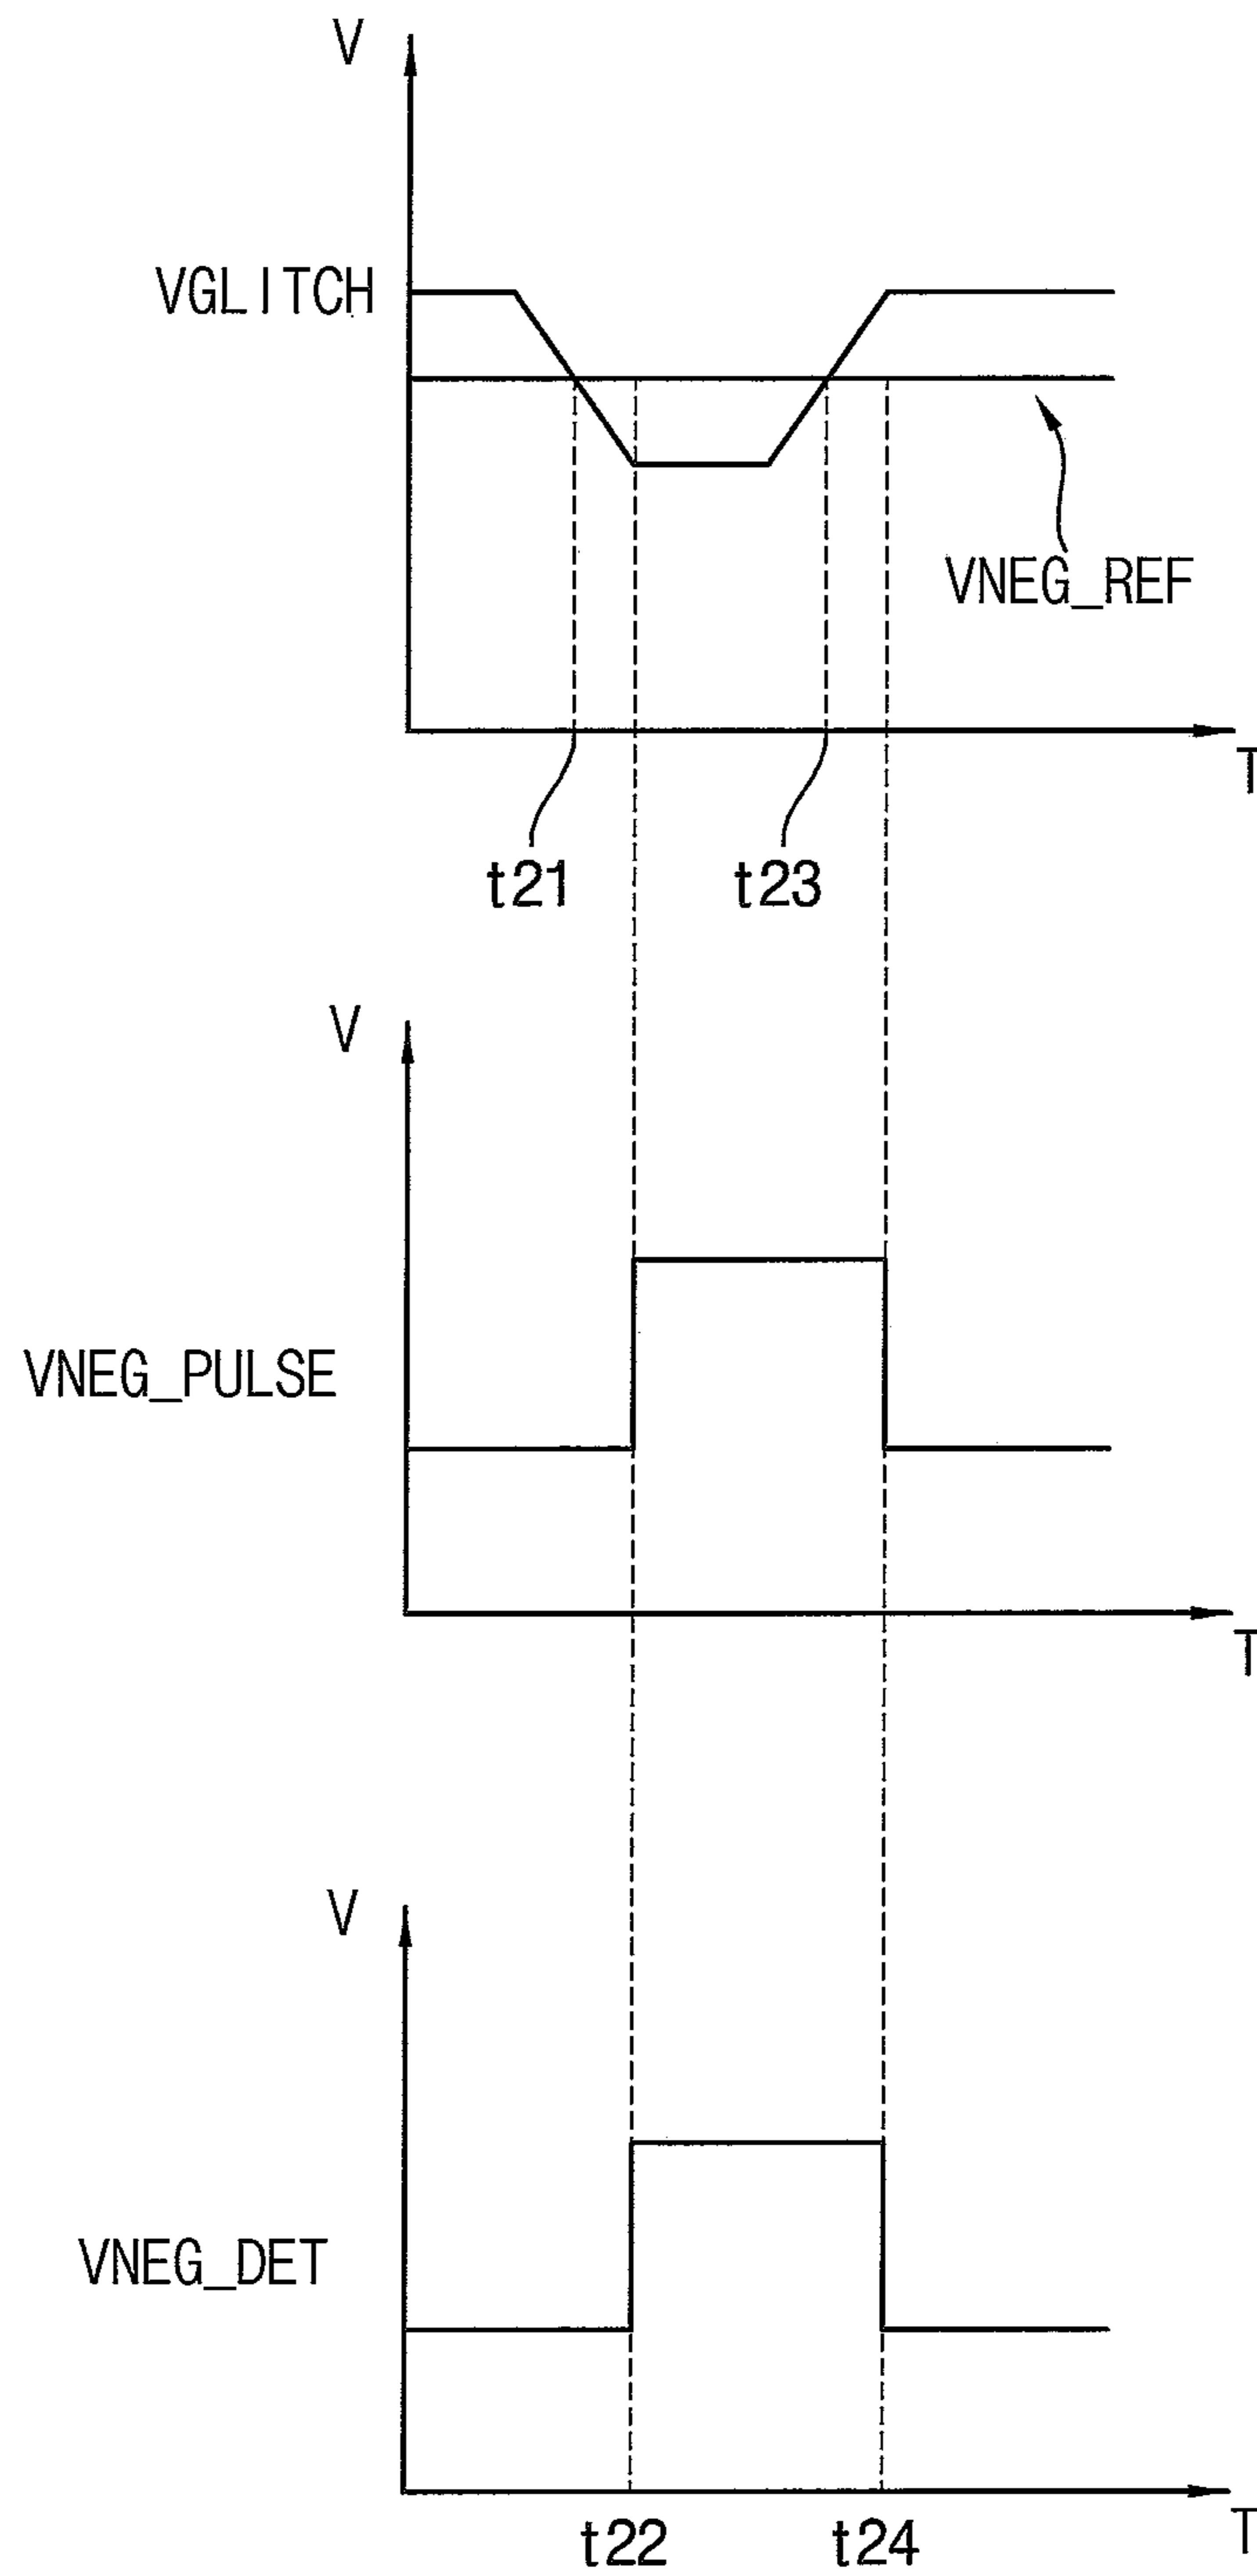 V
VGLITCH
VNEG_REF
T
t21 t23
V
VNEG_PULSE
T
V
VNEG_DET
T
t22 t24